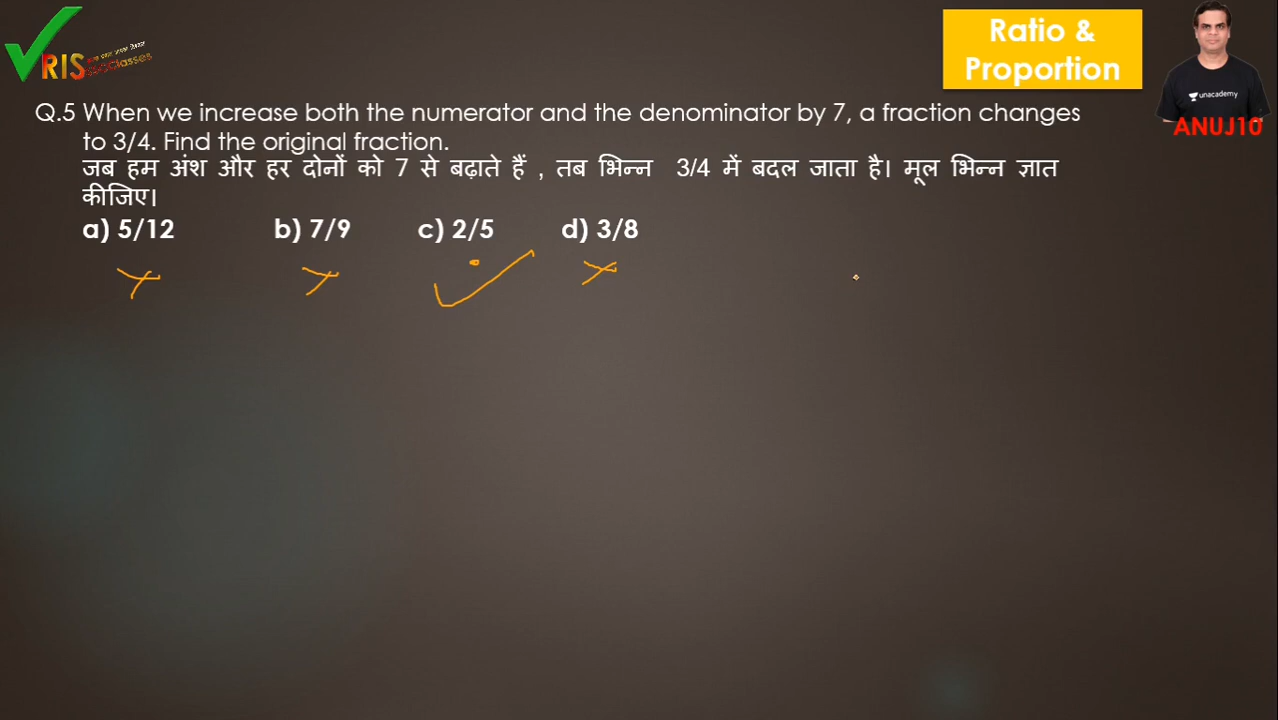 RIS
classes
Ratio &
Proportion
unacademy
ANUJ10
Q.5 When we increase both the numerator and the denominator by 7, a fraction changes
to 3/4. Find the original fraction.
जब हम अंश और हर दोनों को 7 से बढ़ाते हैं , तब भिन्न 3/4 में बदल जाता है। मूल भिन्न ज्ञात
कीजिए।
a) 5/12 b) 7/9 c) 2/5 d) 3/8